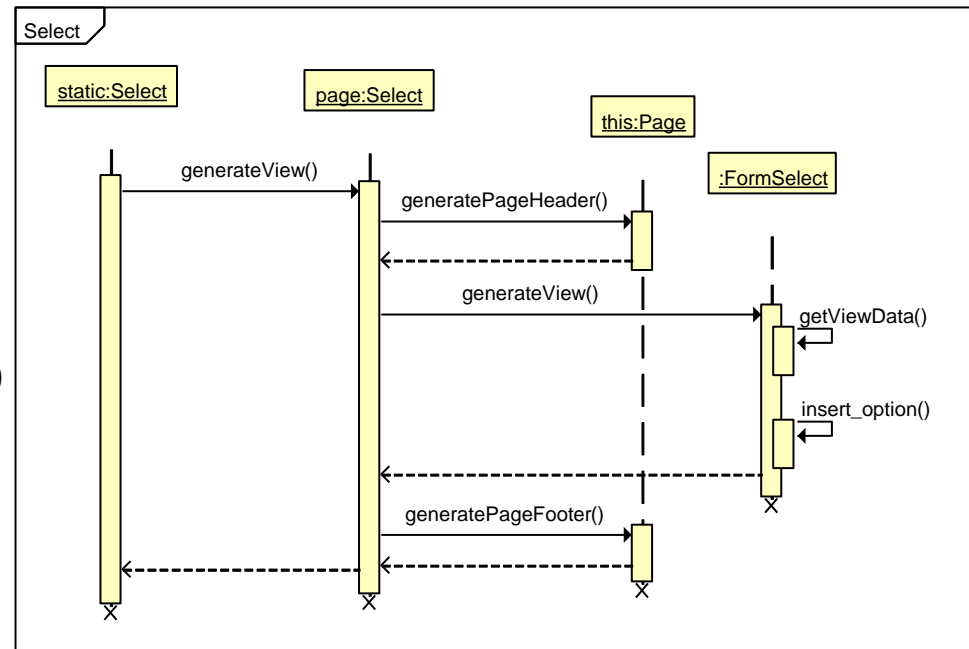 Select
static:Select
page:Select
this:Page
:FormSelect
generateView()
generatePageHeader()
generateView()
getViewData()
insert_option()
generatePageFooter()
)